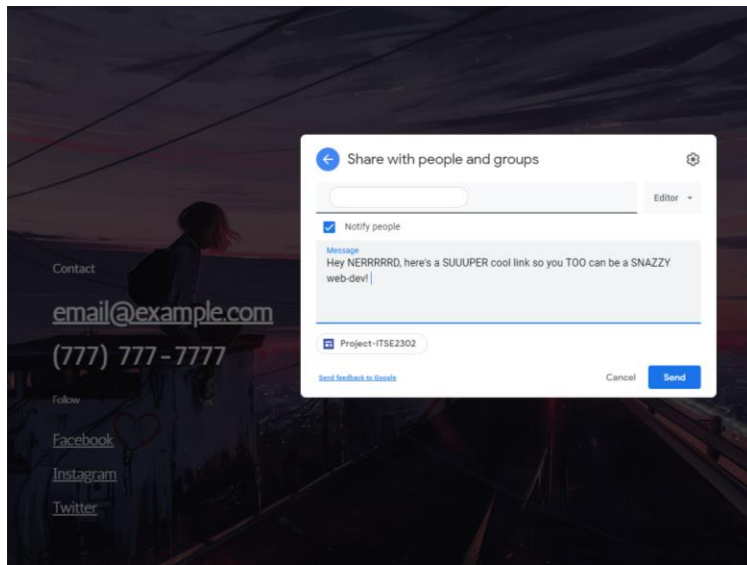 Share with people and groups
Editor
Notify people
Message
Hey NERRRRRD, here's a SUUUPER cool link so you TOO can be a SNAZZY
web-dev!
Project-ITSE2302
Send feedback to Google
Cancel
Send
Contact
email@example.com
(777) 777-7777
Follow
Facebook
Instagram
Twitter